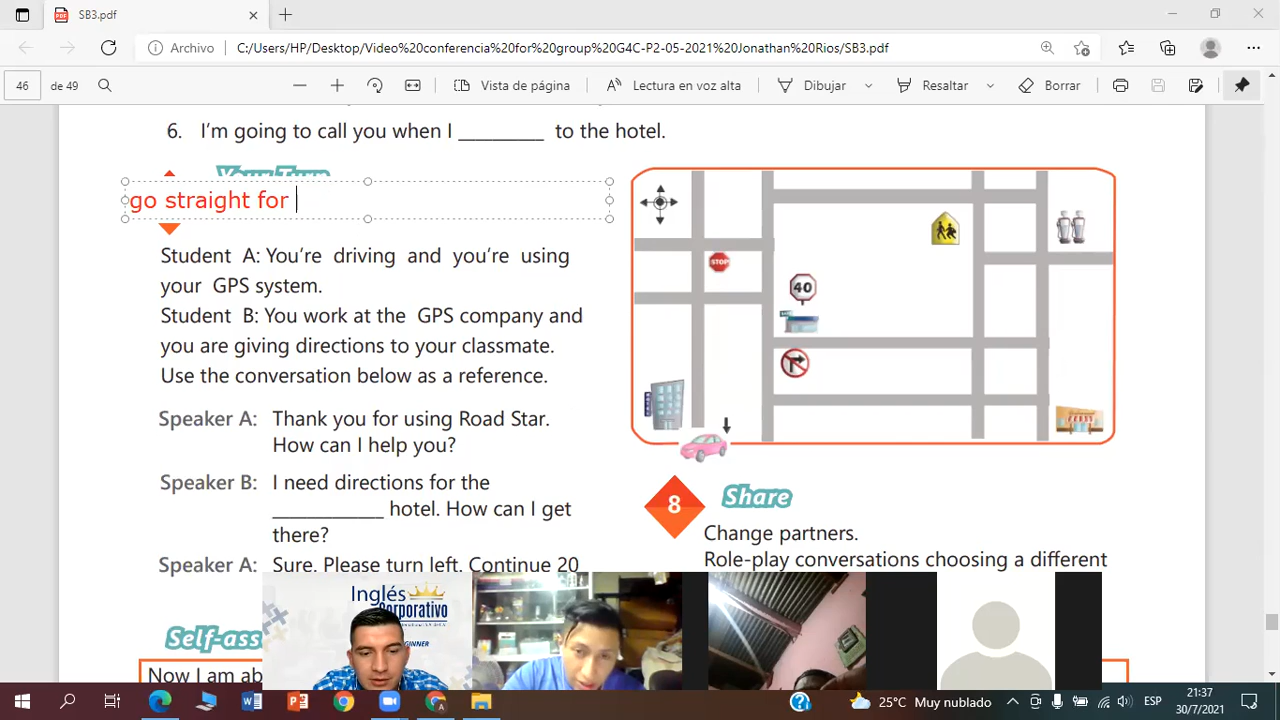 SB3.pdf
Archivo
C:/Users/HP/Desktop/Video%20conferencia%20for%20group%20G4C-P2-05-2021%20Jonathan%20Rios/SB3.pdf
46 de 49
Vista de página
Lectura en voz alta
Dibujar
Resaltar
Borrar
6. I'm going to call you when I __________ to the hotel.
Your Turn
go straight for
Student A: You're driving and you're using
your GPS system.
Student B: You work at the GPS company and
you are giving directions to your classmate.
Use the conversation below as a reference.
Speaker A: Thank you for using Road Star.
How can I help you?
Speaker B: I need directions for the
_____________ hotel. How can I get
there?
Speaker A: Sure. Please turn left. Continue 20
STOP
40
8
Share
Change partners.
Role-play conversations choosing a different
Self-ass
Now I am ab
Inglés
Corporativo
25°C Muy nublado
ESP
21:37
30/7/2021